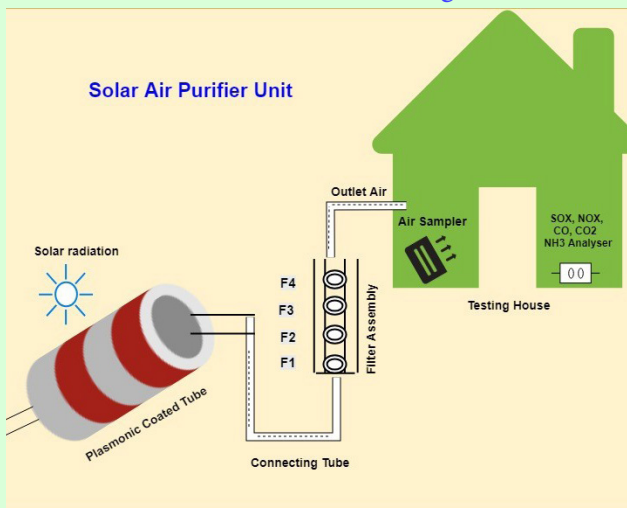 Solar Air Purifier Unit
Outlet Air
Air Sampler
SOX, NOX,
CO, CO2
NH3 Analyser
Solar radiation
Testing House
F4
F3
F2
F1
Filter Assembly
Plasmonic Coated Tube
Connecting Tube